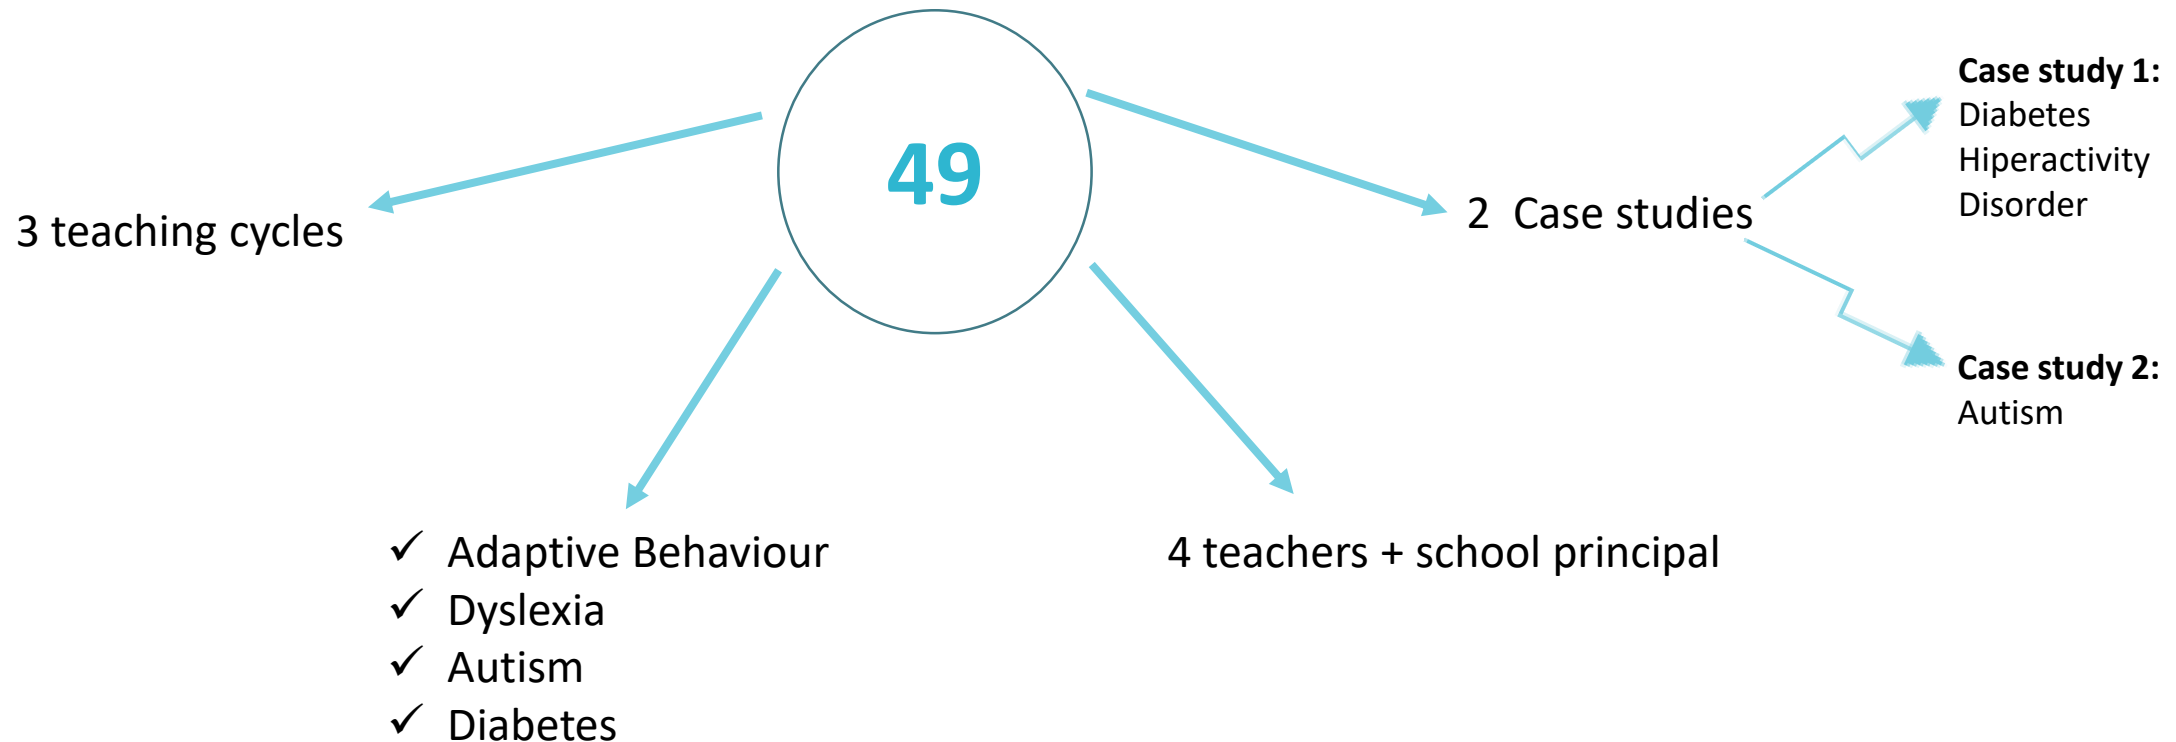 49
3 teaching cycles
2 Case studies
Case study 1:
Diabetes
Hiperactivity
Disorder
Case study 2:
Autism
✓ Adaptive Behaviour
✓ Dyslexia
✓ Autism
✓ Diabetes
4 teachers + school principal